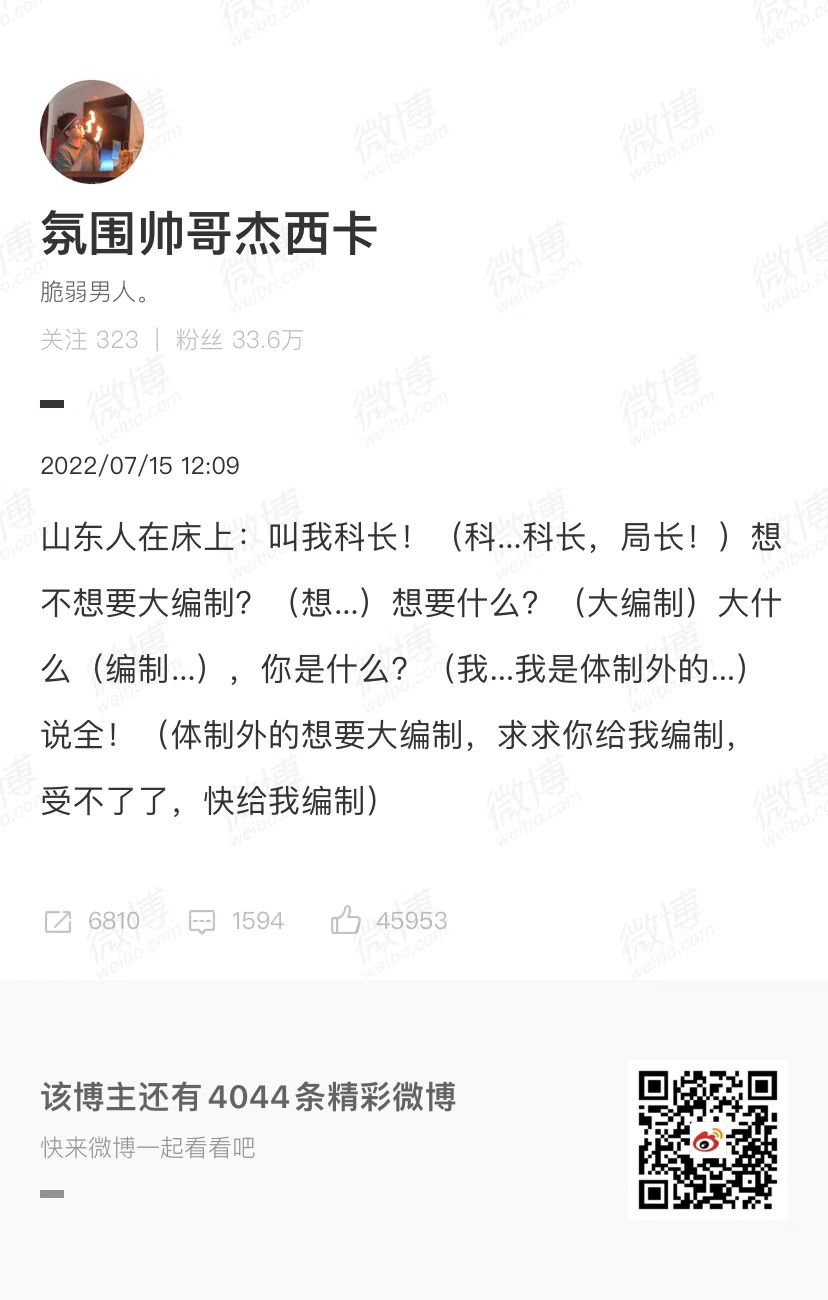 氛围帅哥杰西卡
脆弱男人。
关注 323 | 粉丝 33.6万
2022/07/15 12:09
山东人在床上：叫我科长！（科...科长，局长！）想
不想要大编制？（想...）想要什么？（大编制）大什
么（编制...），你是什么？（我...我是体制外的...）
说全！（体制外的想要大编制，求求你给我编制，
受不了了，快给我编制）
6810 1594 45953
该博主还有4044条精彩微博
快来微博一起看看吧